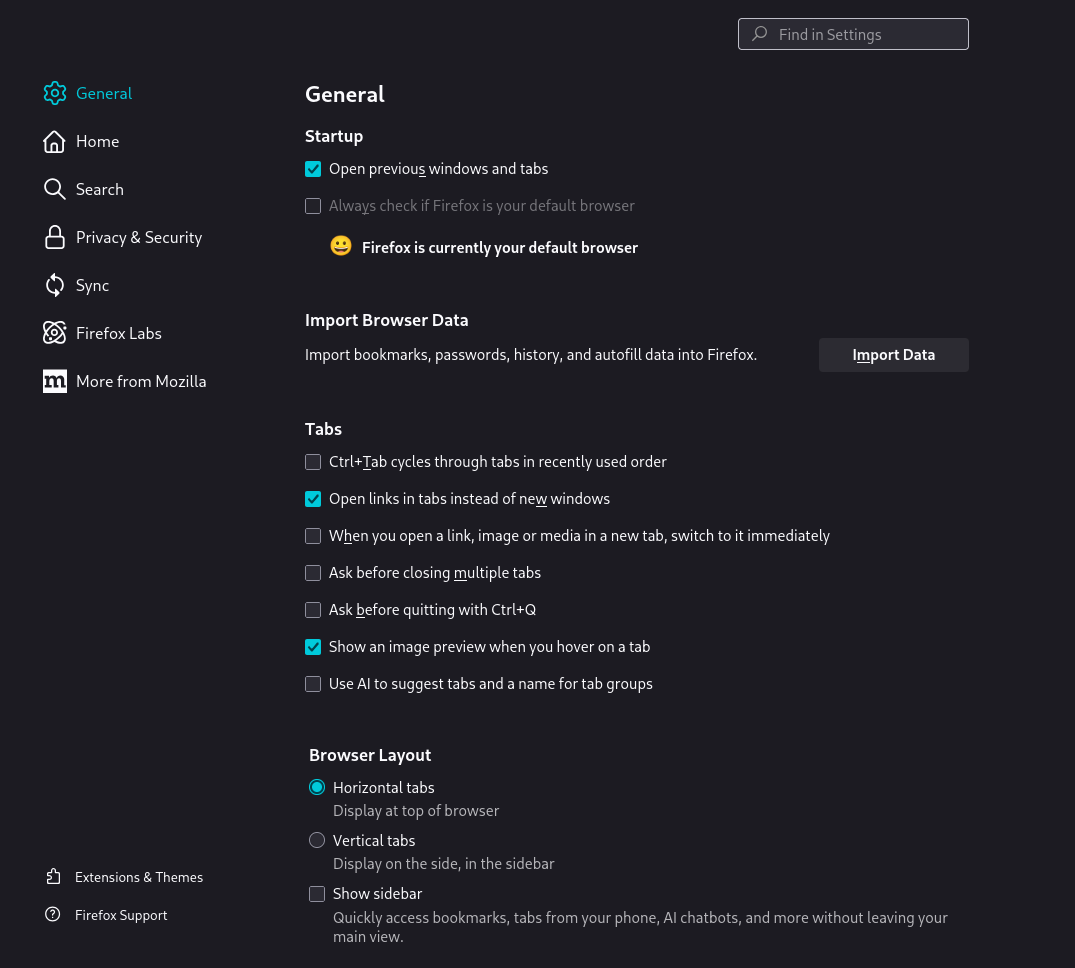 Find in Settings
General
Home
Search
Privacy & Security
Sync
Firefox Labs
More from Mozilla
Extensions & Themes
Firefox Support
General
Startup
Open previous windows and tabs
Always check if Firefox is your default browser
😀 Firefox is currently your default browser
Import Browser Data
Import bookmarks, passwords, history, and autofill data into Firefox.
Import Data
Tabs
Ctrl+Tab cycles through tabs in recently used order
Open links in tabs instead of new windows
When you open a link, image or media in a new tab, switch to it immediately
Ask before closing multiple tabs
Ask before quitting with Ctrl+Q
Show an image preview when you hover on a tab
Use AI to suggest tabs and a name for tab groups
Browser Layout
Horizontal tabs
Display at top of browser
Vertical tabs
Display on the side, in the sidebar
Show sidebar
Quickly access bookmarks, tabs from your phone, AI chatbots, and more without leaving your
main view.